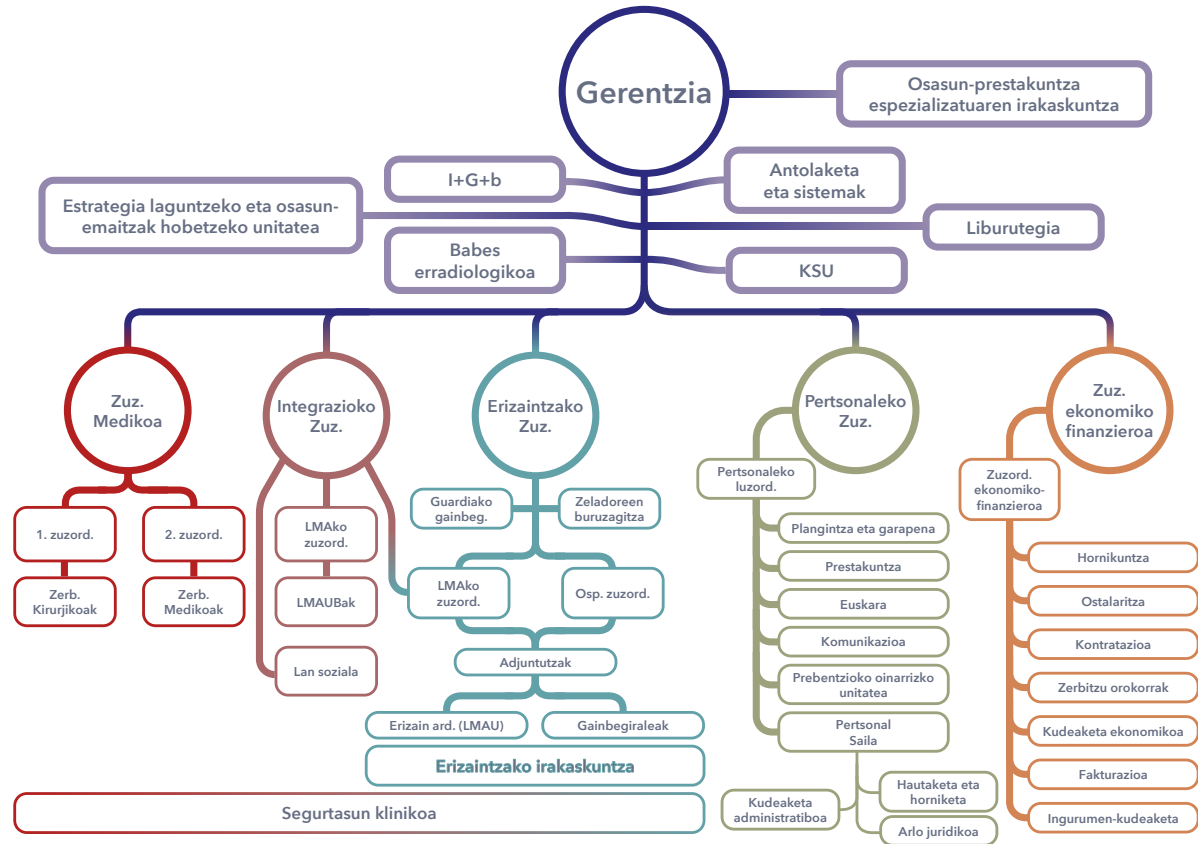 Gerentzia
Osasun-prestakuntza
espezializatuaren irakaskuntza
I+G+b
Antolaketa
eta sistemak
Estrategia laguntzeko eta osasun-
emaitzak hobetzeko unitatea
Liburutegia
Babes
erradiologikoa
KSU
Zuz.
Medikoa
Integrazioko
Zuz.
Erizaintzako
Zuz.
Pertsonaleko
Zuz.
Zuz.
ekonomiko
finanzieroa
1. zuzord.
2. zuzord.
Zerb.
Kirurjikoak
Zerb.
Medikoak
LMAko
zuzord.
LMAUBak
Lan soziala
Guardiako
gainbeg.
Zeladoreen
buruzagitza
LMAko
zuzord.
Osp. zuzord.
Adjuntutzak
Erizain ard. (LMAU)
Gainbegiraleak
Erizaintzako irakaskuntza
Segurtasun klinikoa
Pertsonaleko
luzord.
Plangintza eta garapena
Prestakuntza
Euskara
Komunikazioa
Prebentzioko oinarrizko
unitatea
Pertsonal
Saila
Kudeaketa
administratiboa
Hautaketa eta
horniketa
Arlo juridikoa
Zuzord.
ekonomiko-
finanzieroa
Hornikuntza
Ostalaritza
Kontratazioa
Zerbitzu orokorrak
Kudeaketa ekonomikoa
Fakturazioa
Ingurumen-kudeaketa